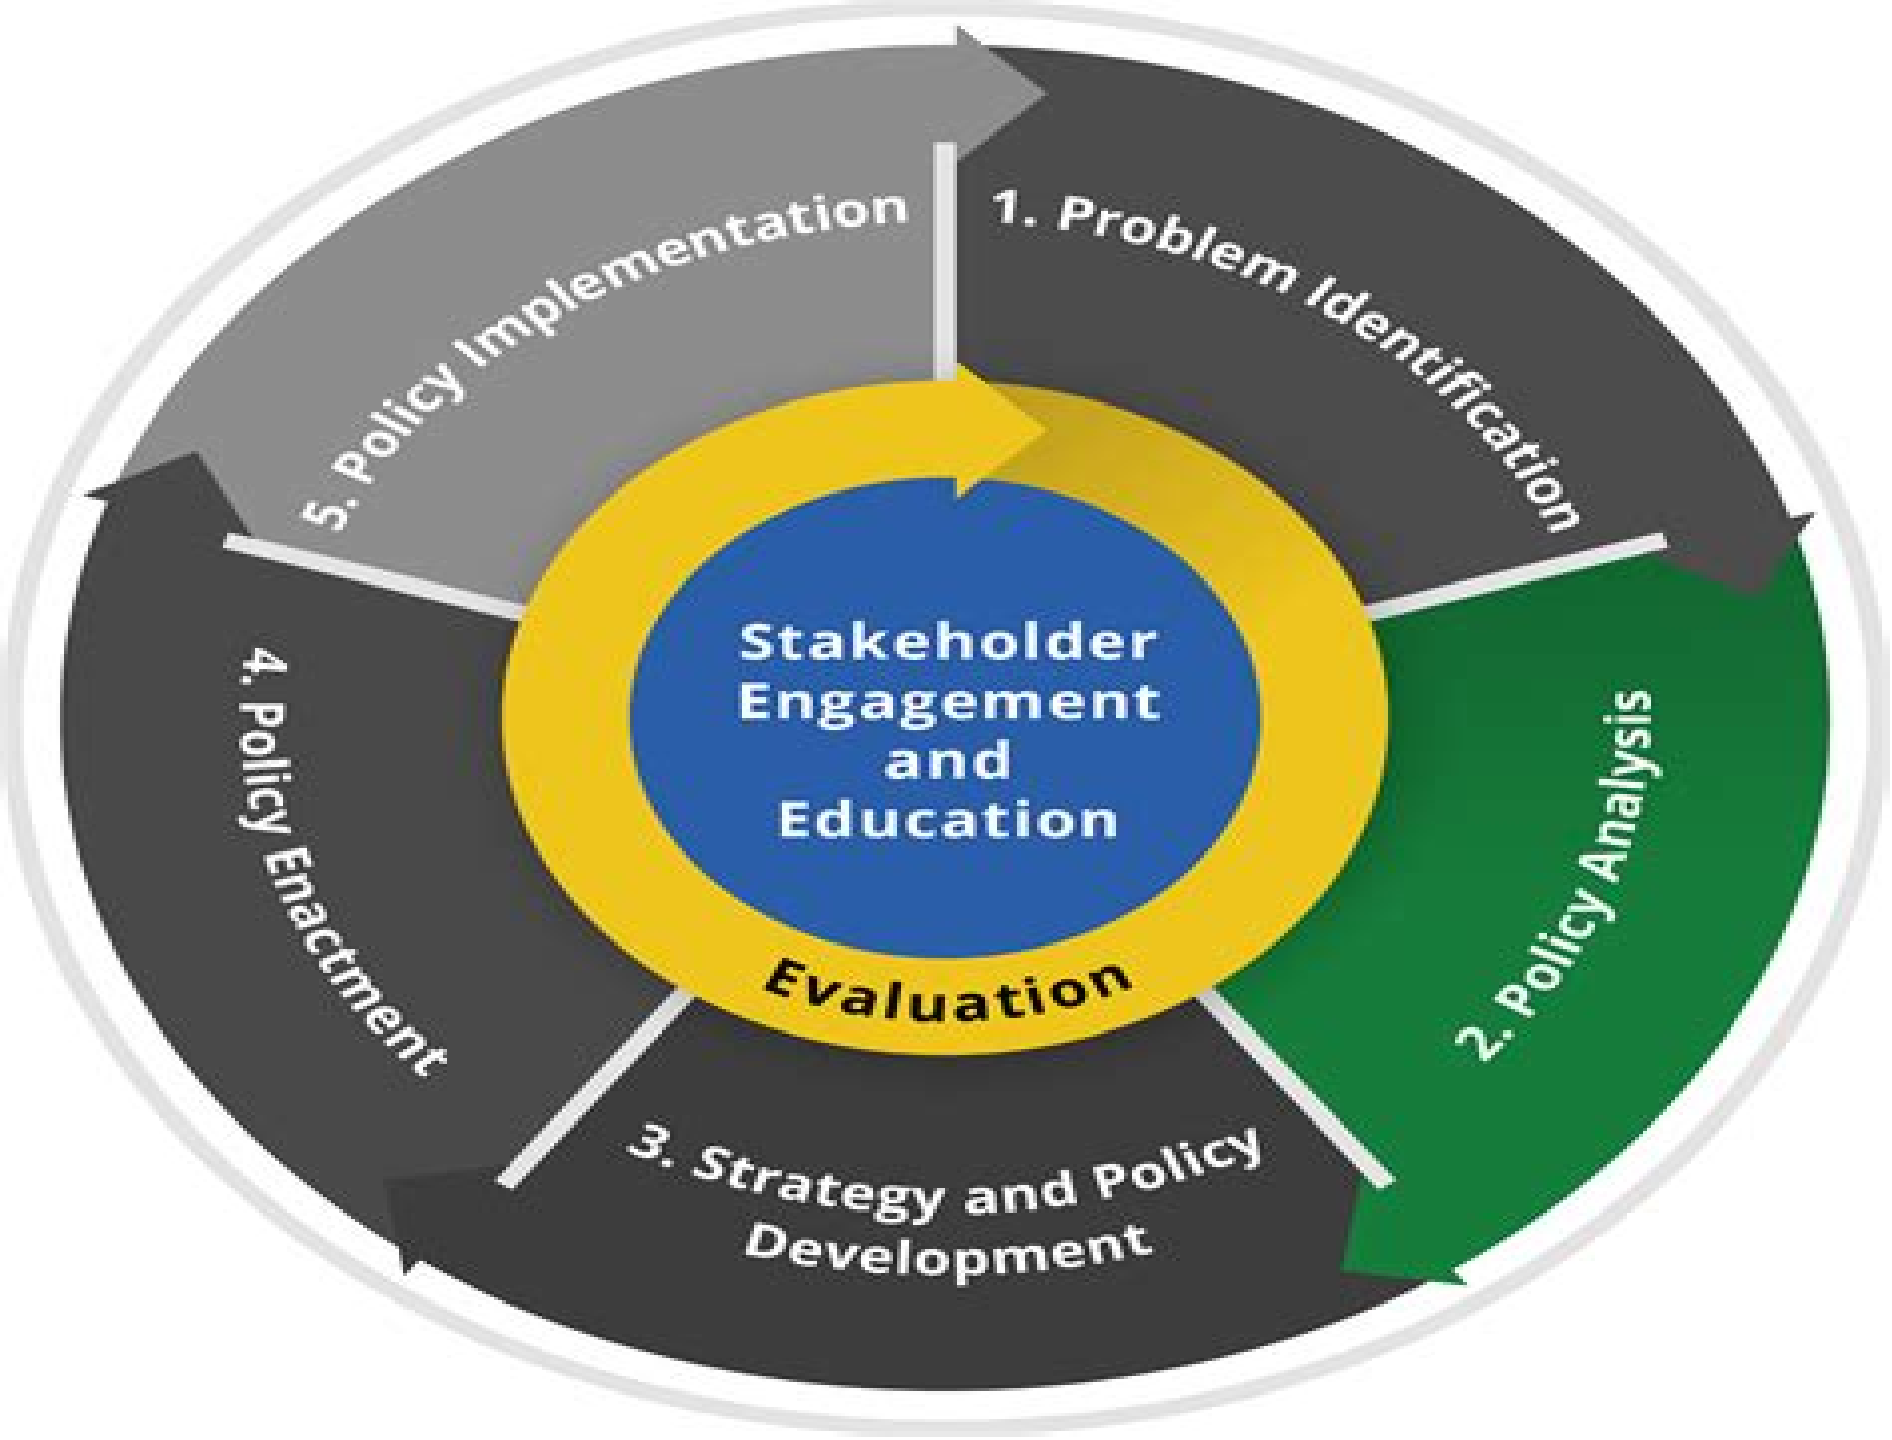 1. Problem Identification
2. Policy Analysis
3. Strategy and Policy
Development
4. Policy Enactment
5. Policy Implementation
Stakeholder
Engagement
and
Education
Evaluation